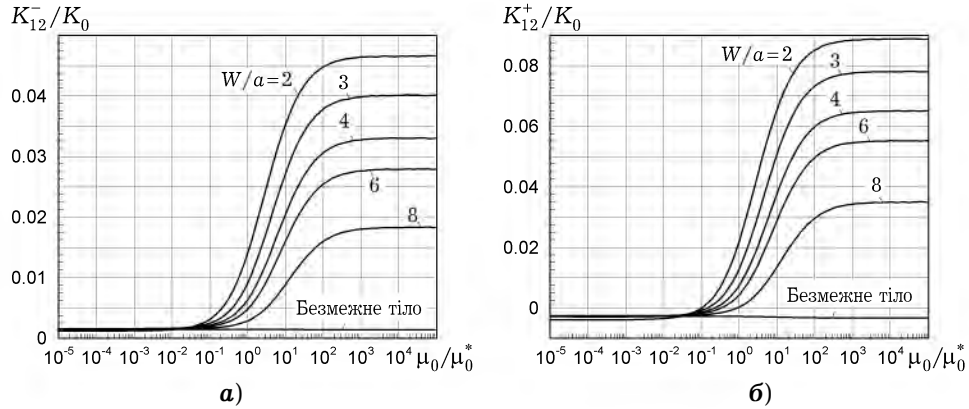 K₁₂⁻/K₀
0.04
0.03
0.02
0.01
0
W/a=2
3
4
6
8
Безмежне тіло
10⁻⁵ 10⁻⁴ 10⁻³ 10⁻² 10⁻¹ 10⁰ 10¹ 10² 10³ 10⁴ μ₀/μ₀*
а)
K₁₂⁺/K₀
0.08
0.06
0.04
0.02
0
W/a=2
3
4
6
8
Безмежне тіло
10⁻⁵ 10⁻⁴ 10⁻³ 10⁻² 10⁻¹ 10⁰ 10¹ 10² 10³ 10⁴ μ₀/μ₀*
б)